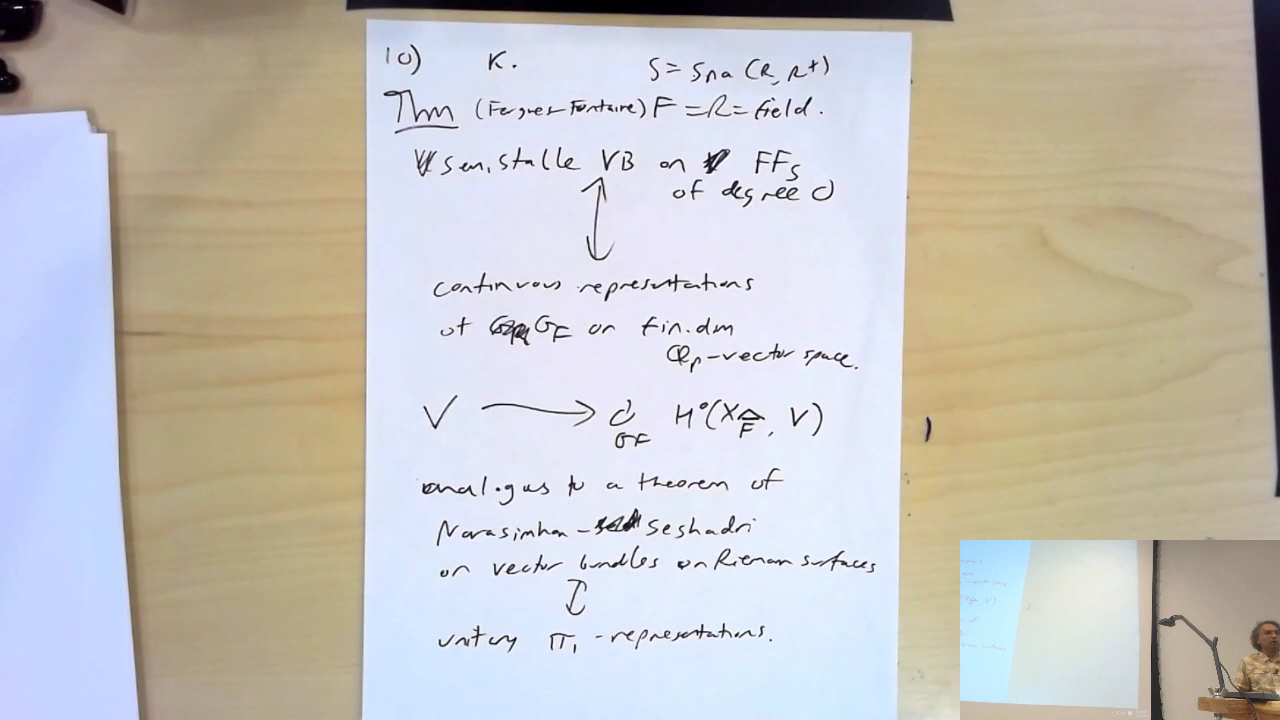 10) K. S = Spa (R, R+)
Thm (Fargues-Fontaine) F = R = field.
semistable VB on FFS
of degree 0
↕
continuous representations
of GF on fin. dim
Qp-vector space.
V → H°(XF̂, V)
GF
analogous to a theorem of
Narasimhan - Seshadri
on vector bundles on Rieman surfaces
↕
unitary π1 - representations.